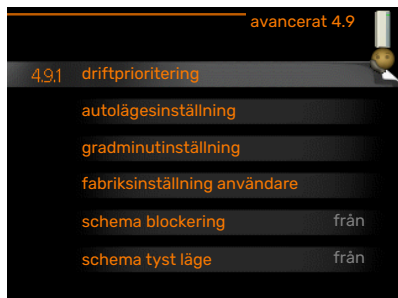 avancerat 4.9
4.9.1 driftprioritering
autolägesinställning
gradminutinställning
fabriksinställning användare
schema blockering från
schema tyst läge från